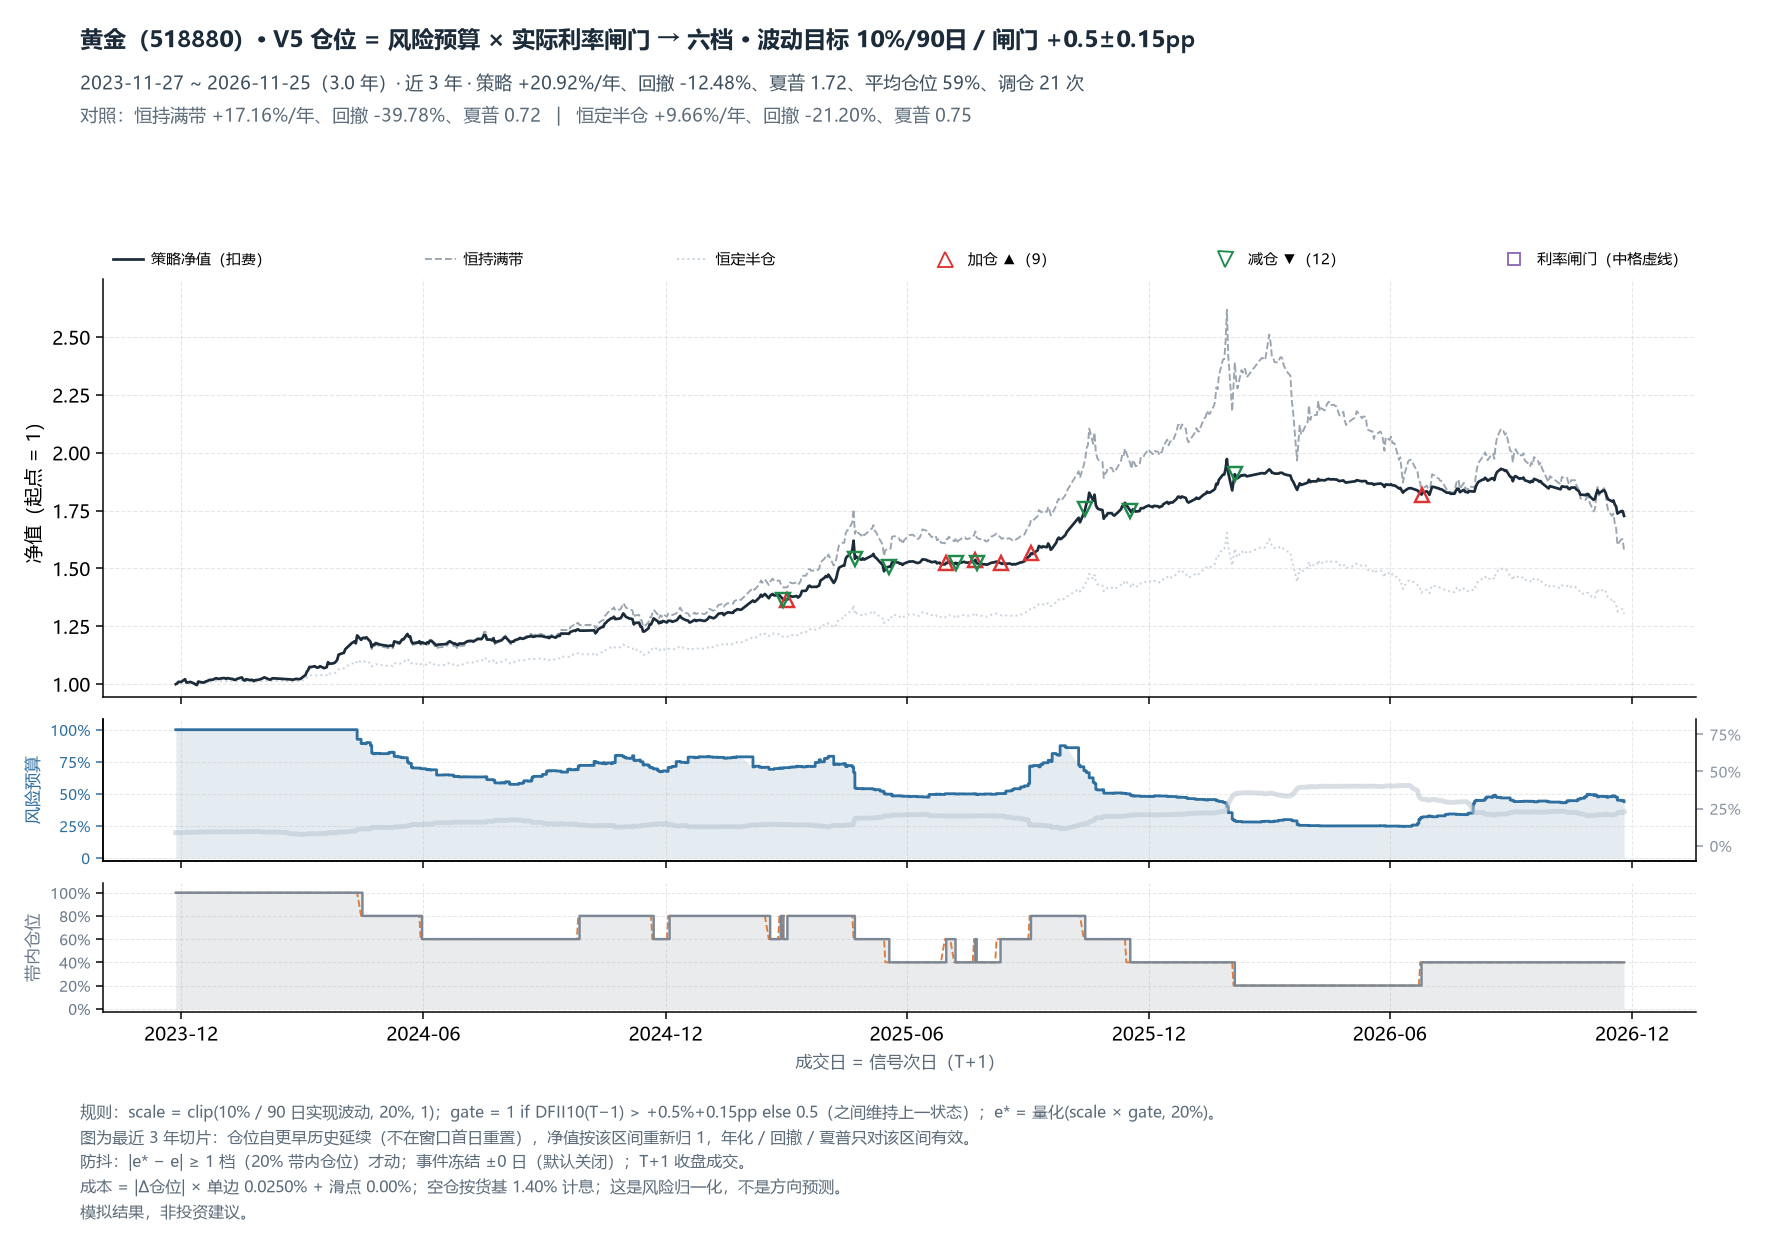 黄金（518880）• V5 仓位 = 风险预算 × 实际利率闸门 → 六档 • 波动目标 10%/90日 / 闸门 +0.5±0.15pp
2023-11-27 ~ 2026-11-25（3.0 年）· 近 3 年 · 策略 +20.92%/年、回撤 -12.48%、夏普 1.72、平均仓位 59%、调仓 21 次
对照：恒持满带 +17.16%/年、回撤 -39.78%、夏普 0.72 | 恒定半仓 +9.66%/年、回撤 -21.20%、夏普 0.75
策略净值（扣费）
恒持满带
恒定半仓
加仓 ▲（9）
减仓 ▼（12）
利率闸门（中格虚线）
净值（起点 = 1）
2.50
2.25
2.00
1.75
1.50
1.25
1.00
风险预算
100%
75%
50%
25%
0
75%
50%
25%
0%
带内仓位
100%
80%
60%
40%
20%
0%
2023-12
2024-06
2024-12
2025-06
2025-12
2026-06
2026-12
成交日 = 信号次日（T+1）
规则：scale = clip(10% / 90 日实现波动, 20%, 1)；gate = 1 if DFII10(T−1) > +0.5%+0.15pp else 0.5（之间维持上一状态）；e* = 量化(scale × gate, 20%)。
图为最近 3 年切片：仓位自更早历史延续（不在窗口首日重置），净值按该区间重新归 1，年化 / 回撤 / 夏普只对该区间有效。
防抖：|e* − e| ≥ 1 档（20% 带内仓位）才动；事件冻结 ±0 日（默认关闭）；T+1 收盘成交。
成本 = |Δ仓位| × 单边 0.0250% + 滑点 0.00%；空仓按货基 1.40% 计息；这是风险归一化，不是方向预测。
模拟结果，非投资建议。